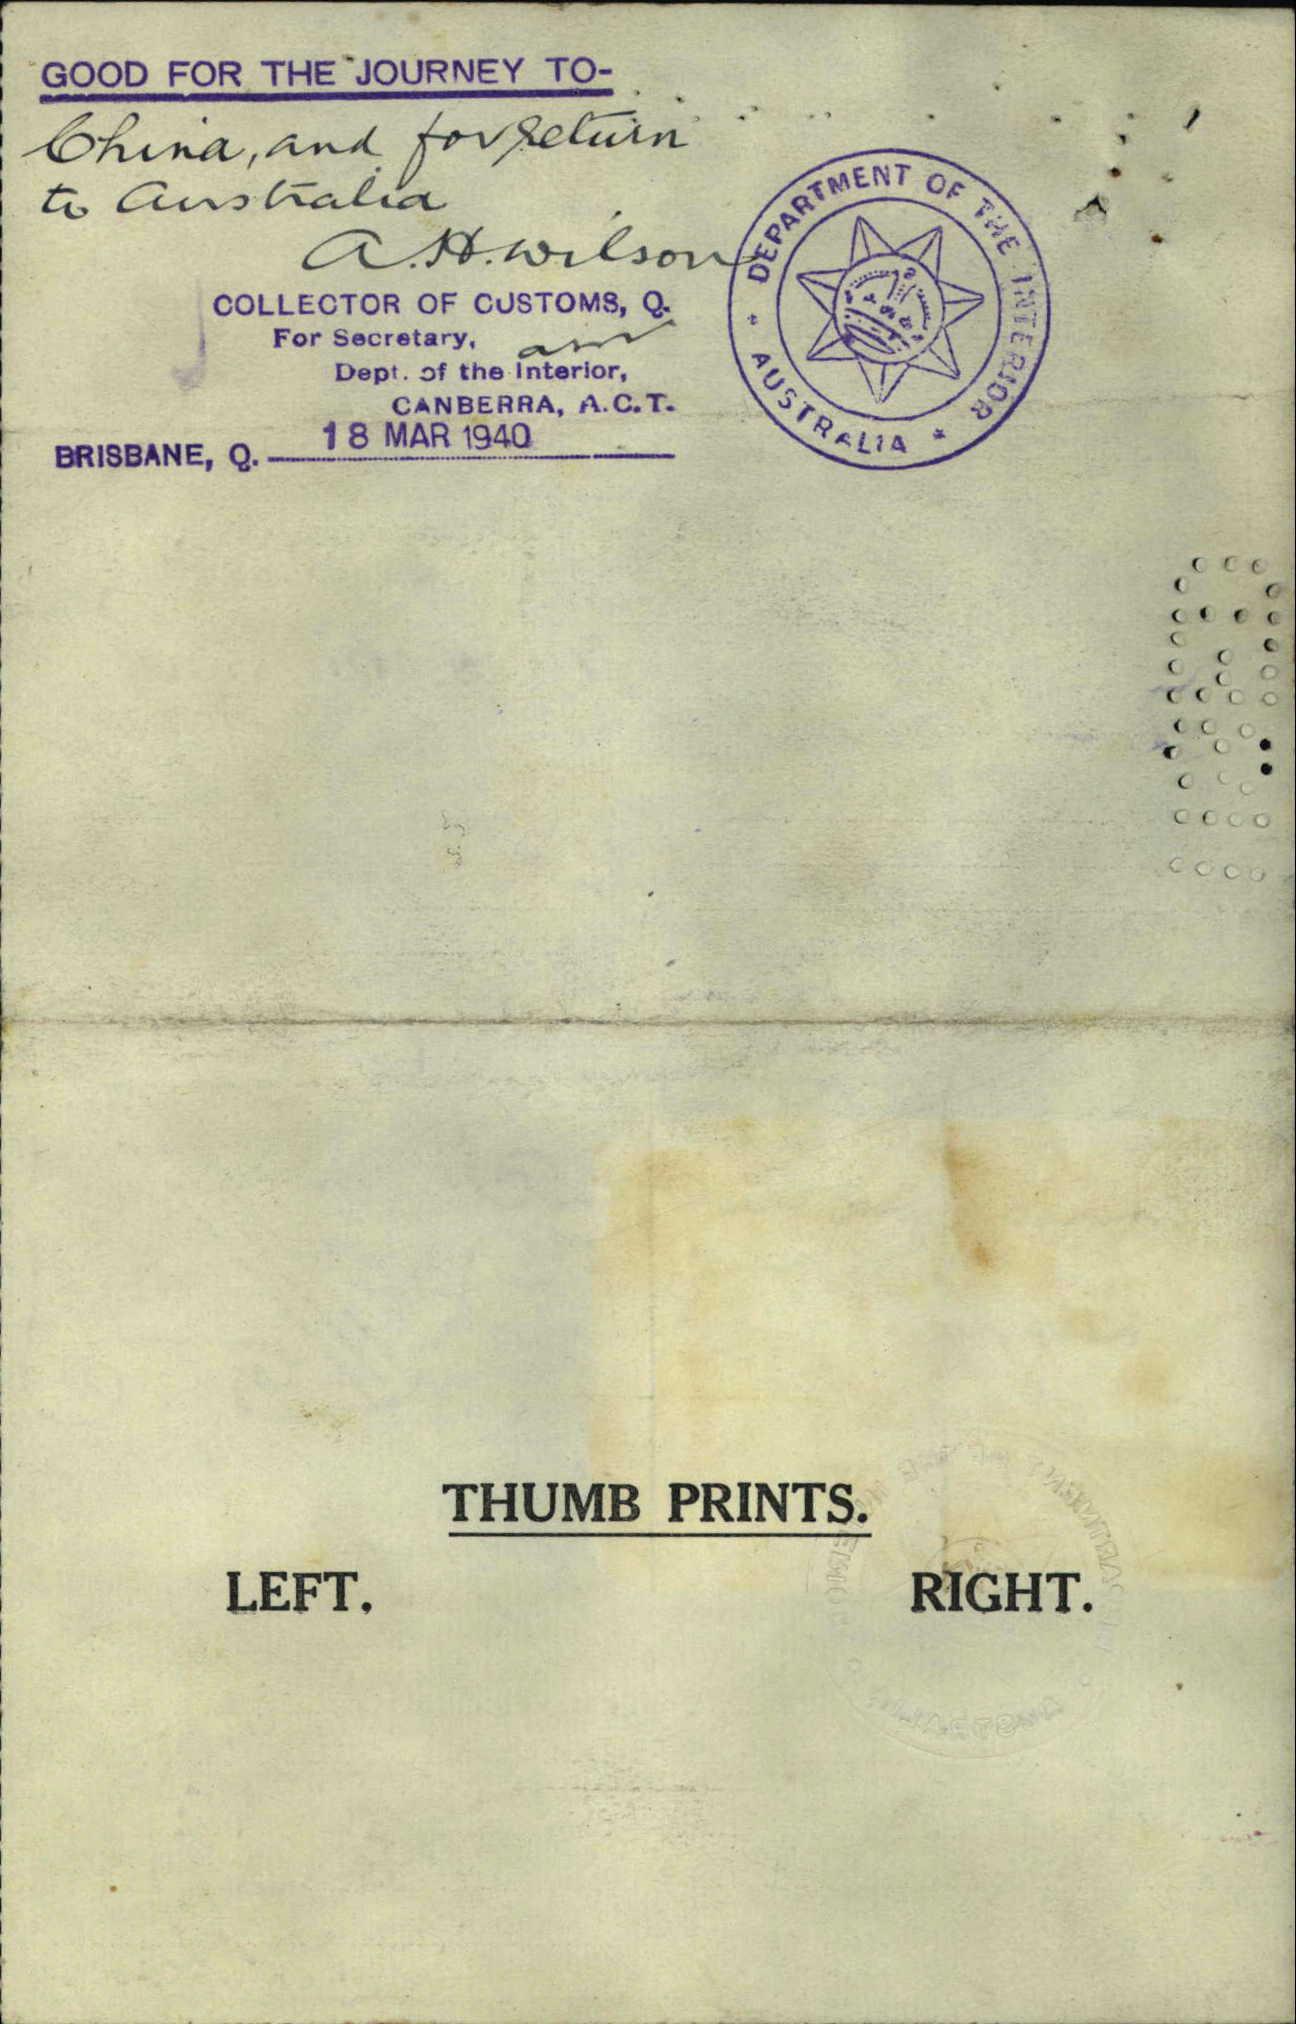 GOOD FOR THE JOURNEY TO-
China, and for return
to Australia
A. H. Wilson
COLLECTOR OF CUSTOMS, Q.
For Secretary,
Dept. of the Interior,
CANBERRA, A.C.T.
BRISBANE, Q. 18 MAR 1940
DEPARTMENT OF THE INTERIOR
AUSTRALIA
THUMB PRINTS.
LEFT. RIGHT.